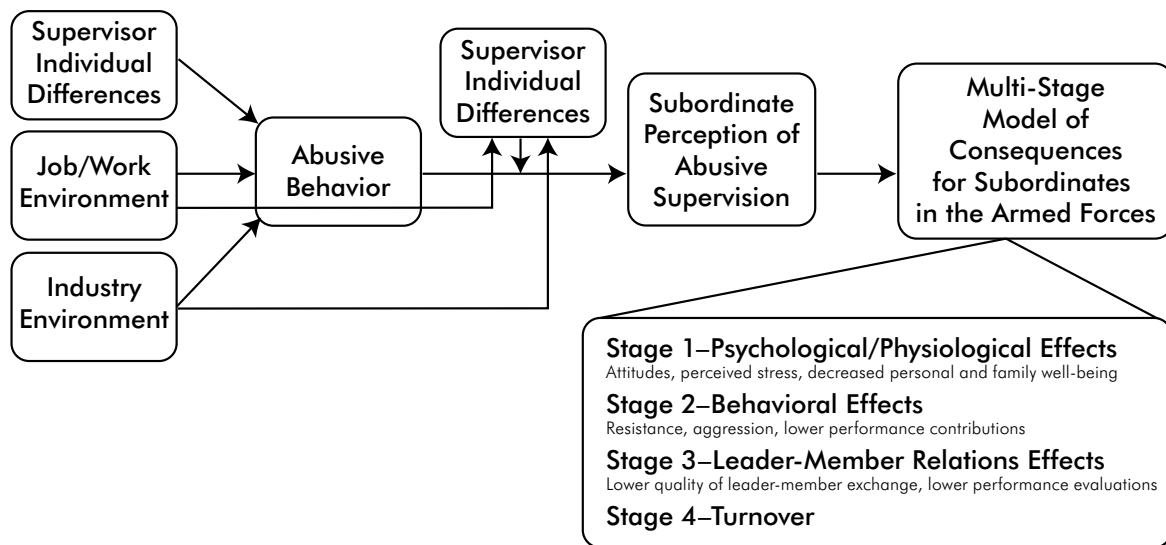 Supervisor
Individual
Differences
Job/Work
Environment
Industry
Environment
Abusive
Behavior
Supervisor
Individual
Differences
Subordinate
Perception of
Abusive
Supervision
Multi-Stage
Model of
Consequences
for Subordinates
in the Armed Forces
Stage 1–Psychological/Physiological Effects
Attitudes, perceived stress, decreased personal and family well-being
Stage 2–Behavioral Effects
Resistance, aggression, lower performance contributions
Stage 3–Leader-Member Relations Effects
Lower quality of leader-member exchange, lower performance evaluations
Stage 4–Turnover